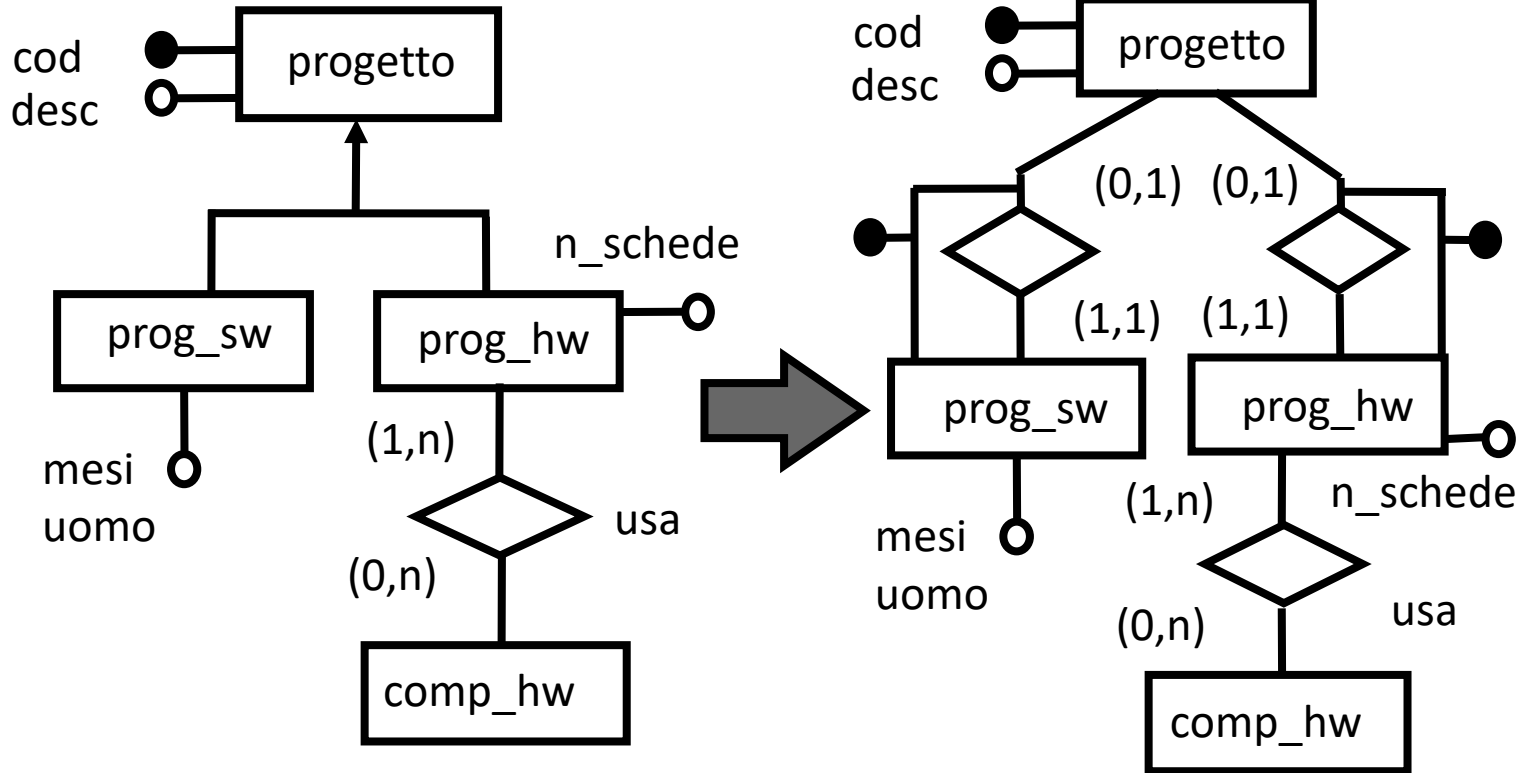 cod
desc
progetto
n_schede
prog_sw
prog_hw
mesi
uomo
(1,n)
usa
(0,n)
comp_hw
cod
desc
progetto
(0,1)
(0,1)
(1,1)
(1,1)
prog_sw
prog_hw
mesi
uomo
(1,n)
n_schede
(0,n)
usa
comp_hw